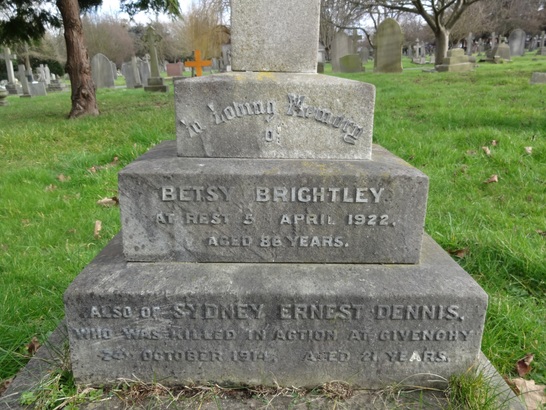 In Loving Memory
of
BETSY BRIGHTLEY
AT REST 5 APRIL 1922.
AGED 88 YEARS.
ALSO OF SYDNEY ERNEST DENNIS,
WHO WAS KILLED IN ACTION AT GIVENCHY
OCTOBER 1914. AGED 21 YEARS.